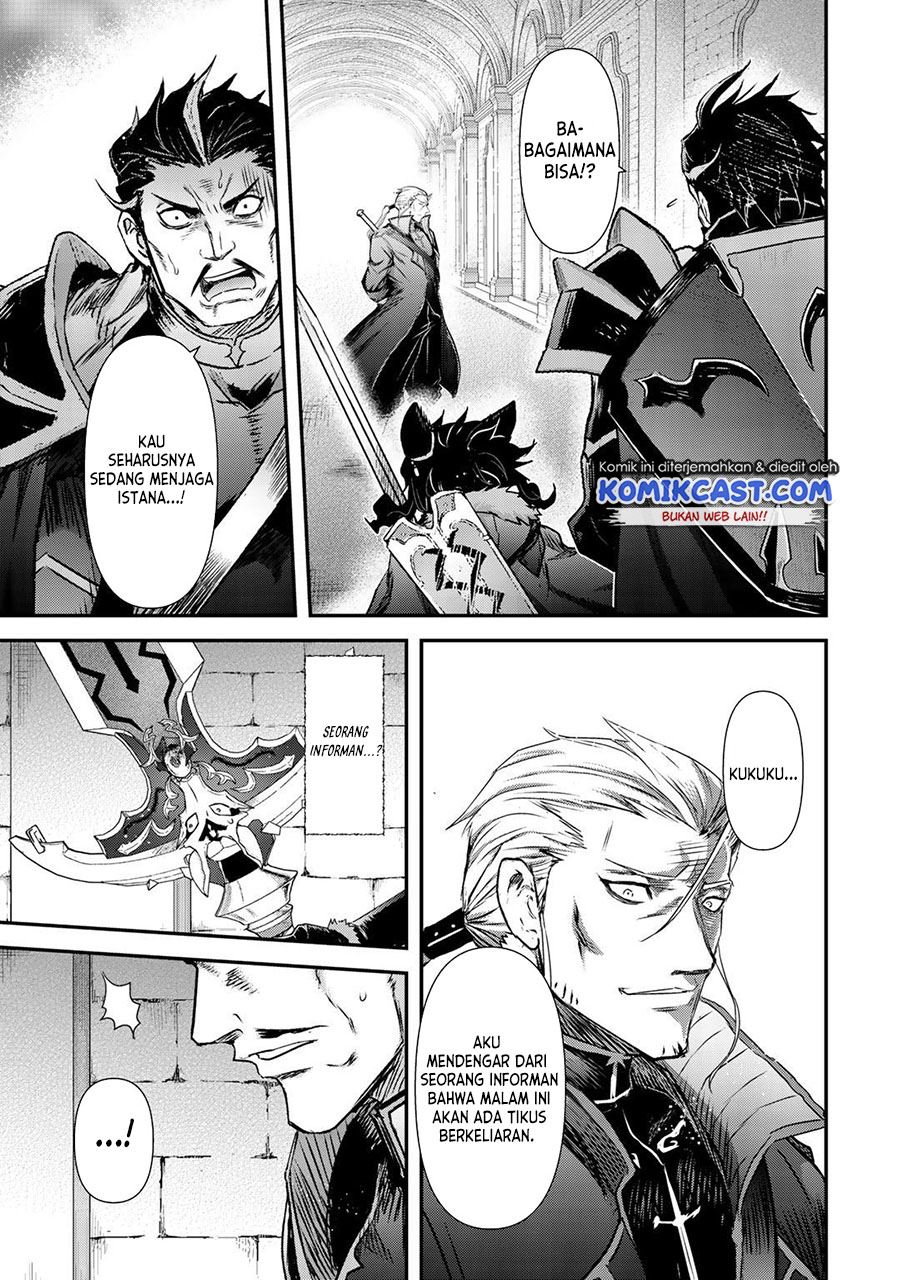 BA-
BAGAIMANA
BISA!?
KAU
SEHARUSNYA
SEDANG MENJAGA
ISTANA...!
Komik ini diterjemahkan & diedit oleh
KOMIKCAST.COM
BUKAN WEB LAIN!!
KUKUKU...
AKU
MENDENGAR DARI
SEORANG INFORMAN
BAHWA MALAM INI
AKAN ADA TIKUS
BERKELIARAN.
SEORANG
INFORMAN...?
...!